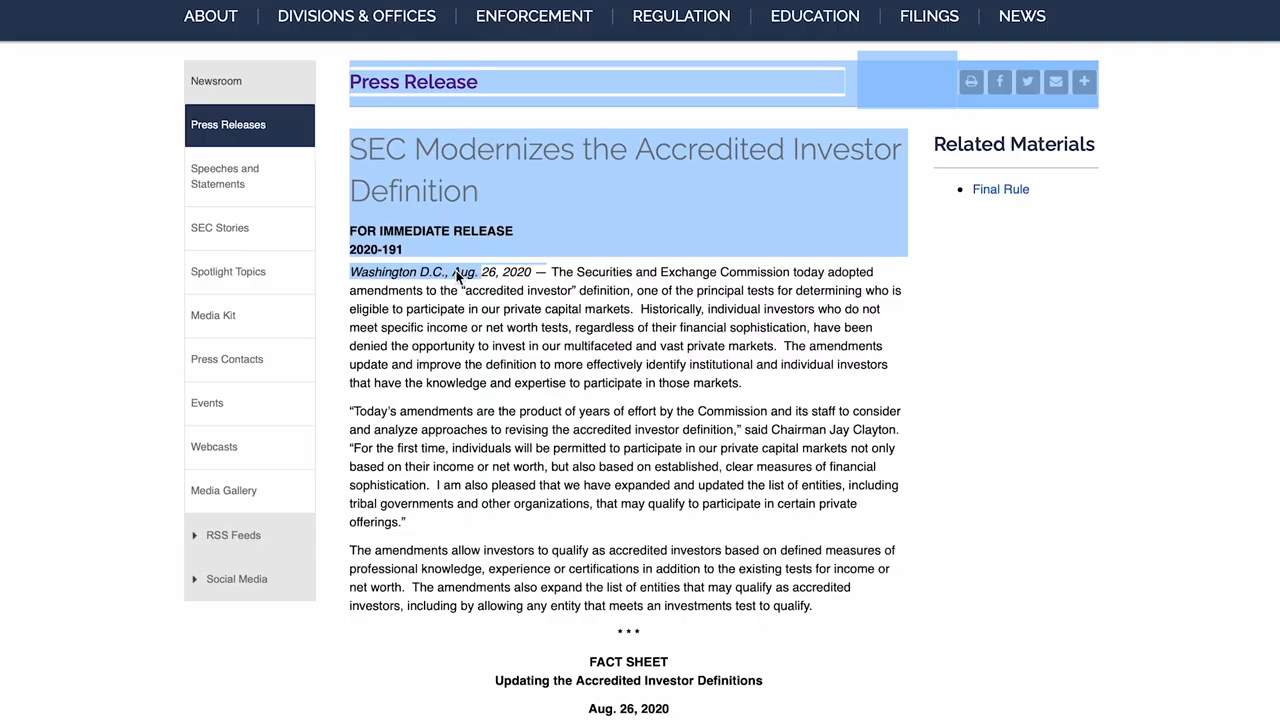 ABOUT DIVISIONS & OFFICES ENFORCEMENT REGULATION EDUCATION FILINGS NEWS
Newsroom
Press Releases
Speeches and
Statements
SEC Stories
Spotlight Topics
Media Kit
Press Contacts
Events
Webcasts
Media Gallery
RSS Feeds
Social Media
Press Release
SEC Modernizes the Accredited Investor
Definition
FOR IMMEDIATE RELEASE
2020-191
Washington D.C., Aug. 26, 2020 — The Securities and Exchange Commission today adopted
amendments to the “accredited investor” definition, one of the principal tests for determining who is
eligible to participate in our private capital markets.  Historically, individual investors who do not
meet specific income or net worth tests, regardless of their financial sophistication, have been
denied the opportunity to invest in our multifaceted and vast private markets.  The amendments
update and improve the definition to more effectively identify institutional and individual investors
that have the knowledge and expertise to participate in those markets.
“Today’s amendments are the product of years of effort by the Commission and its staff to consider
and analyze approaches to revising the accredited investor definition,” said Chairman Jay Clayton.
“For the first time, individuals will be permitted to participate in our private capital markets not only
based on their income or net worth, but also based on established, clear measures of financial
sophistication.  I am also pleased that we have expanded and updated the list of entities, including
tribal governments and other organizations, that may qualify to participate in certain private
offerings.”
The amendments allow investors to qualify as accredited investors based on defined measures of
professional knowledge, experience or certifications in addition to the existing tests for income or
net worth.  The amendments also expand the list of entities that may qualify as accredited
investors, including by allowing any entity that meets an investments test to qualify.
* * *
FACT SHEET
Updating the Accredited Investor Definitions
Aug. 26, 2020
Related Materials
Final Rule